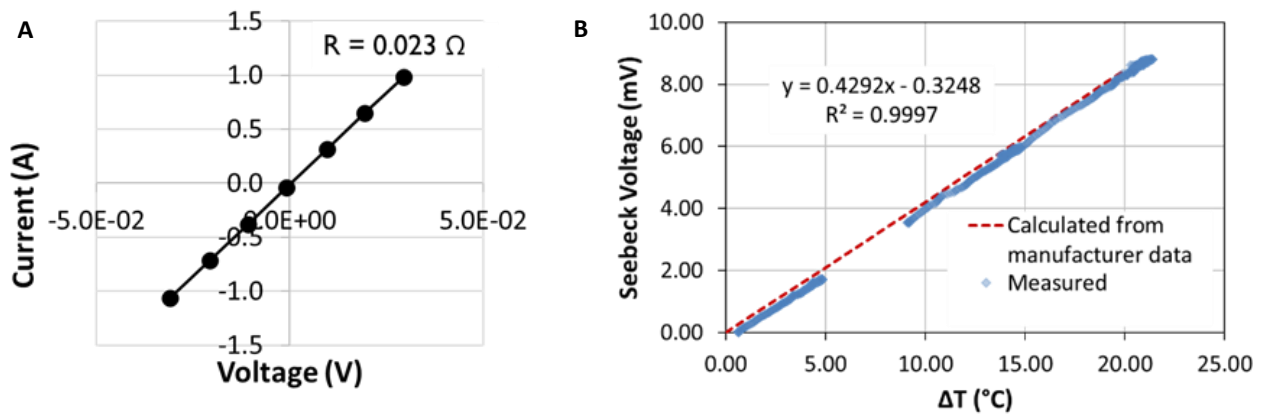 A
R = 0.023 Ω
1.5
1.0
0.5
0.0
-0.5
-1.0
-1.5
-5.0E-02
0.0E+00
5.0E-02
Current (A)
Voltage (V)
B
10.00
8.00
6.00
4.00
2.00
0.00
y = 0.4292x - 0.3248
R² = 0.9997
Calculated from
manufacturer data
Measured
Seebeck Voltage (mV)
0.00
5.00
10.00
15.00
20.00
25.00
ΔT (°C)